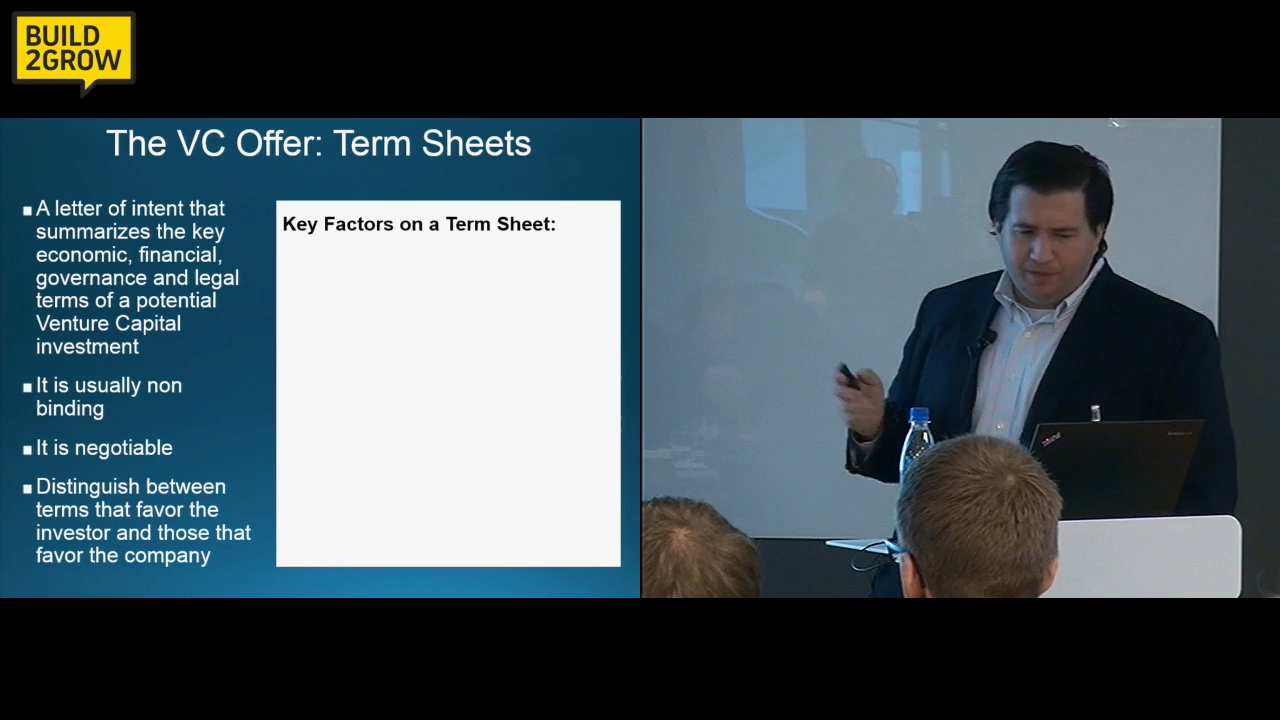 BUILD
2GROW
The VC Offer: Term Sheets
A letter of intent that
summarizes the key
economic, financial,
governance and legal
terms of a potential
Venture Capital
investment
It is usually non
binding
It is negotiable
Distinguish between
terms that favor the
investor and those that
favor the company
Key Factors on a Term Sheet: